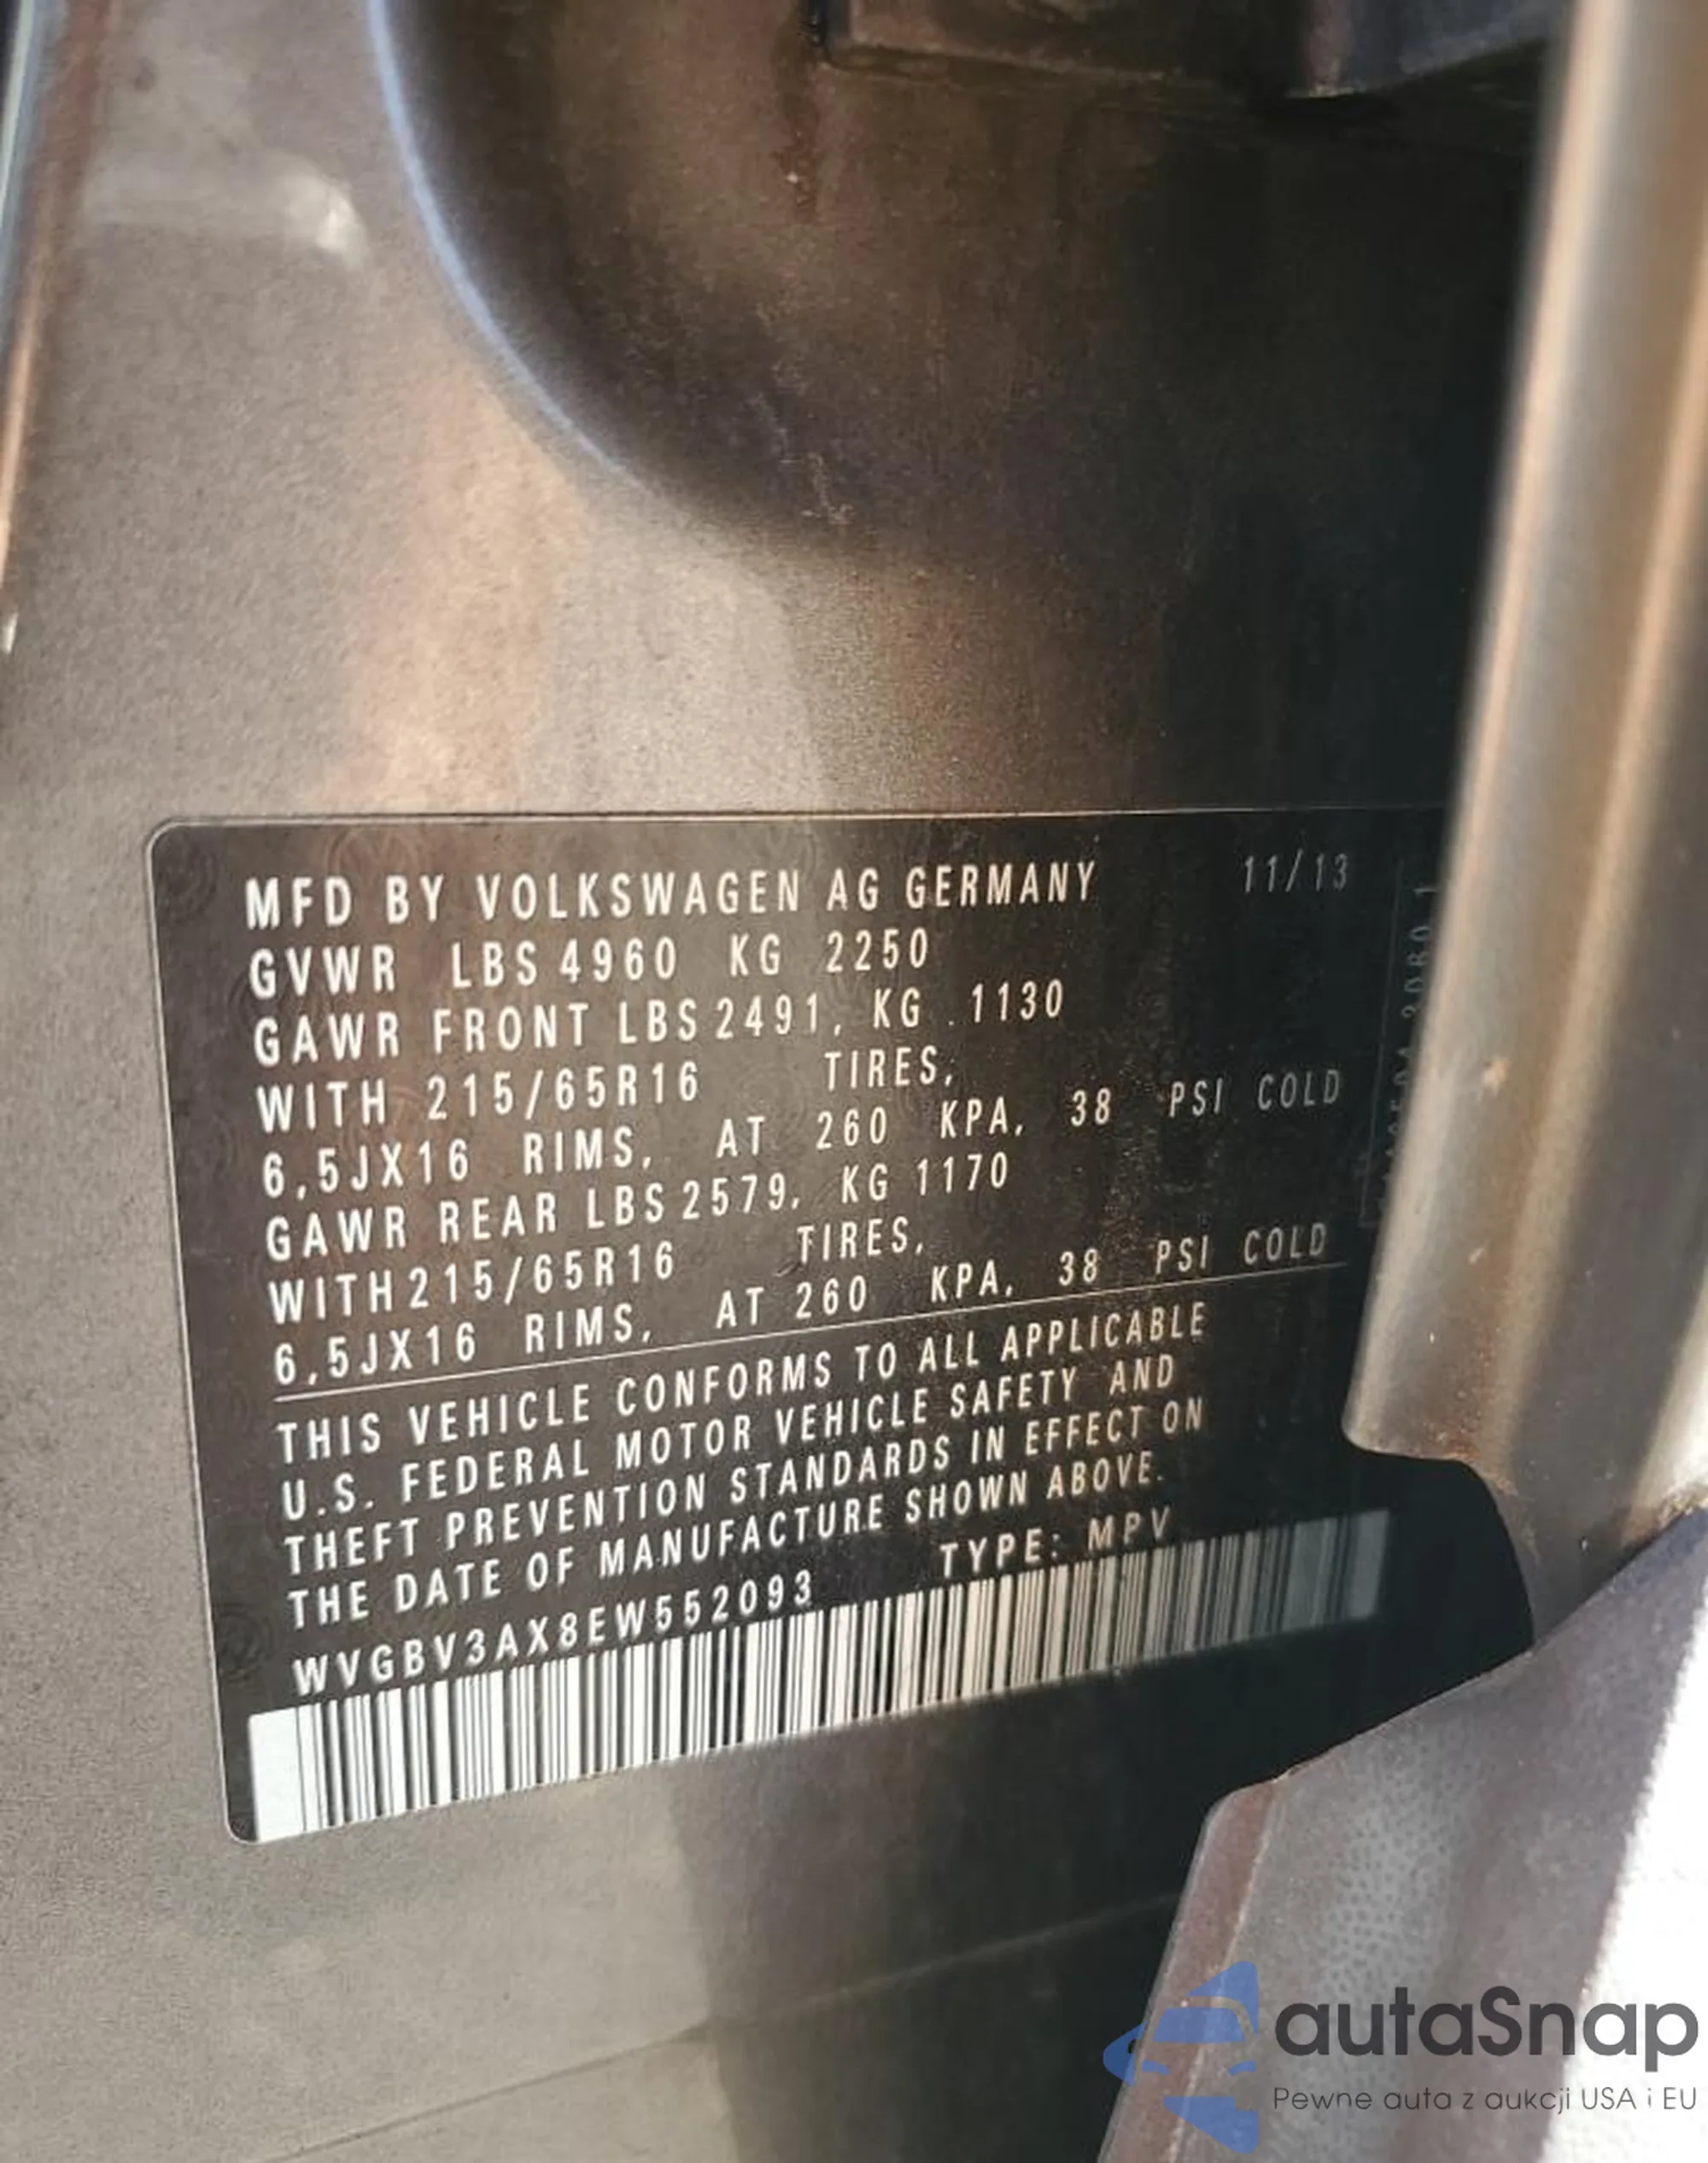 MFD BY VOLKSWAGEN AG GERMANY 11/13
GVWR LBS 4960 KG 2250
GAWR FRONT LBS 2491, KG .1130
WITH 215/65R16 TIRES,
6,5JX16 RIMS, AT 260 KPA, 38 PSI COLD
GAWR REAR LBS 2579, KG 1170
WITH 215/65R16 TIRES,
6,5JX16 RIMS, AT 260 KPA, 38 PSI COLD
THIS VEHICLE CONFORMS TO ALL APPLICABLE
U.S. FEDERAL MOTOR VEHICLE SAFETY AND
THEFT PREVENTION STANDARDS IN EFFECT ON
THE DATE OF MANUFACTURE SHOWN ABOVE.
WVGBV3AX8EW552093 TYPE: MPV
autaSnap
Pewne auta z aukcji USA i EU